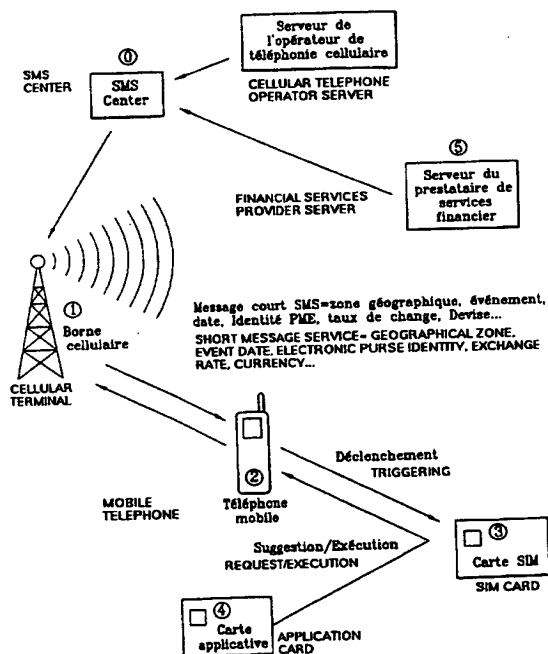 Serveur de
l'opérateur de
téléphonie cellulaire
CELLULAR TELEPHONE
OPERATOR SERVER
⓪
SMS
CENTER
SMS
Center
⑤
Serveur du
prestataire de
services
financier
FINANCIAL SERVICES
PROVIDER SERVER
①
Borne
cellulaire
CELLULAR
TERMINAL
Message court SMS=zone géographique, événement,
date, Identité PME, taux de change, Devise...
SHORT MESSAGE SERVICE= GEOGRAPHICAL ZONE,
EVENT DATE, ELECTRONIC PURSE IDENTITY, EXCHANGE
RATE, CURRENCY...
②
Téléphone
mobile
MOBILE
TELEPHONE
Déclenchement
TRIGGERING
Suggestion/Exécution
REQUEST/EXECUTION
③
Carte SIM
SIM CARD
④
Carte
applicative
APPLICATION
CARD